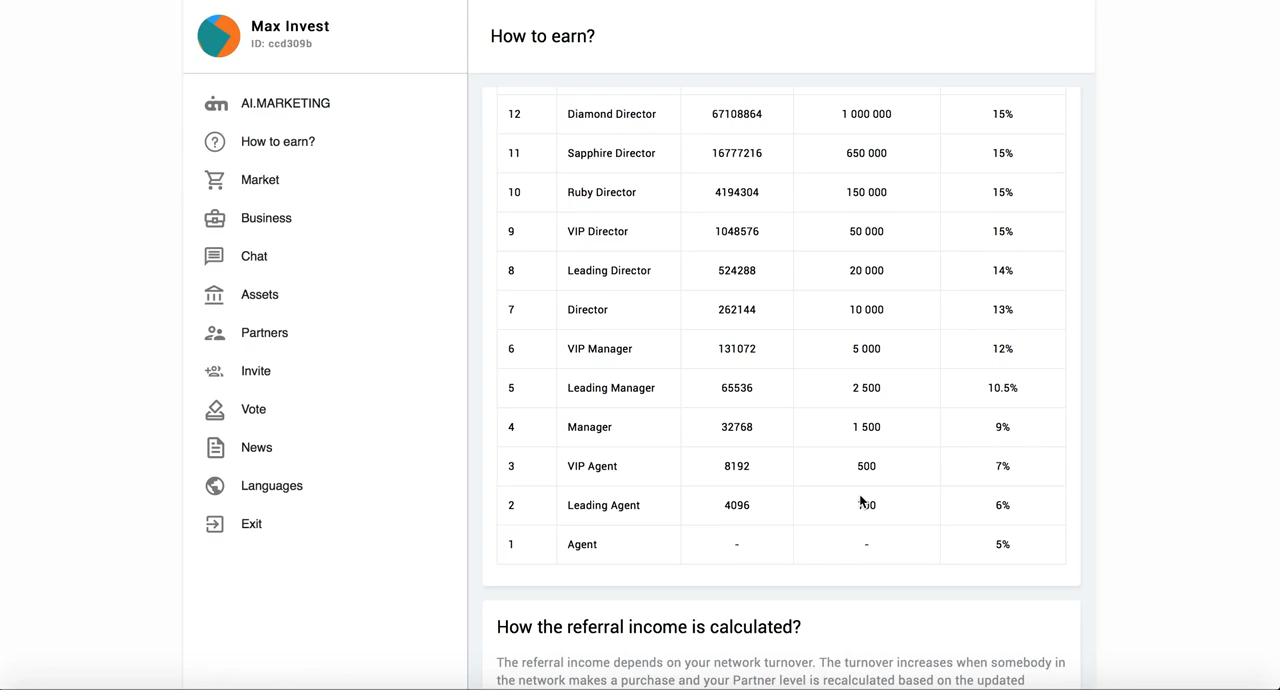 Max Invest
ID: ccd309b
AI.MARKETING
How to earn?
Market
Business
Chat
Assets
Partners
Invite
Vote
News
Languages
Exit
How to earn?
12 Diamond Director 67108864 1 000 000 15%
11 Sapphire Director 16777216 650 000 15%
10 Ruby Director 4194304 150 000 15%
9 VIP Director 1048576 50 000 15%
8 Leading Director 524288 20 000 14%
7 Director 262144 10 000 13%
6 VIP Manager 131072 5 000 12%
5 Leading Manager 65536 2 500 10.5%
4 Manager 32768 1 500 9%
3 VIP Agent 8192 500 7%
2 Leading Agent 4096 6%
1 Agent - - 5%
How the referral income is calculated?
The referral income depends on your network turnover. The turnover increases when somebody in
the network makes a purchase and your Partner level is recalculated based on the updated